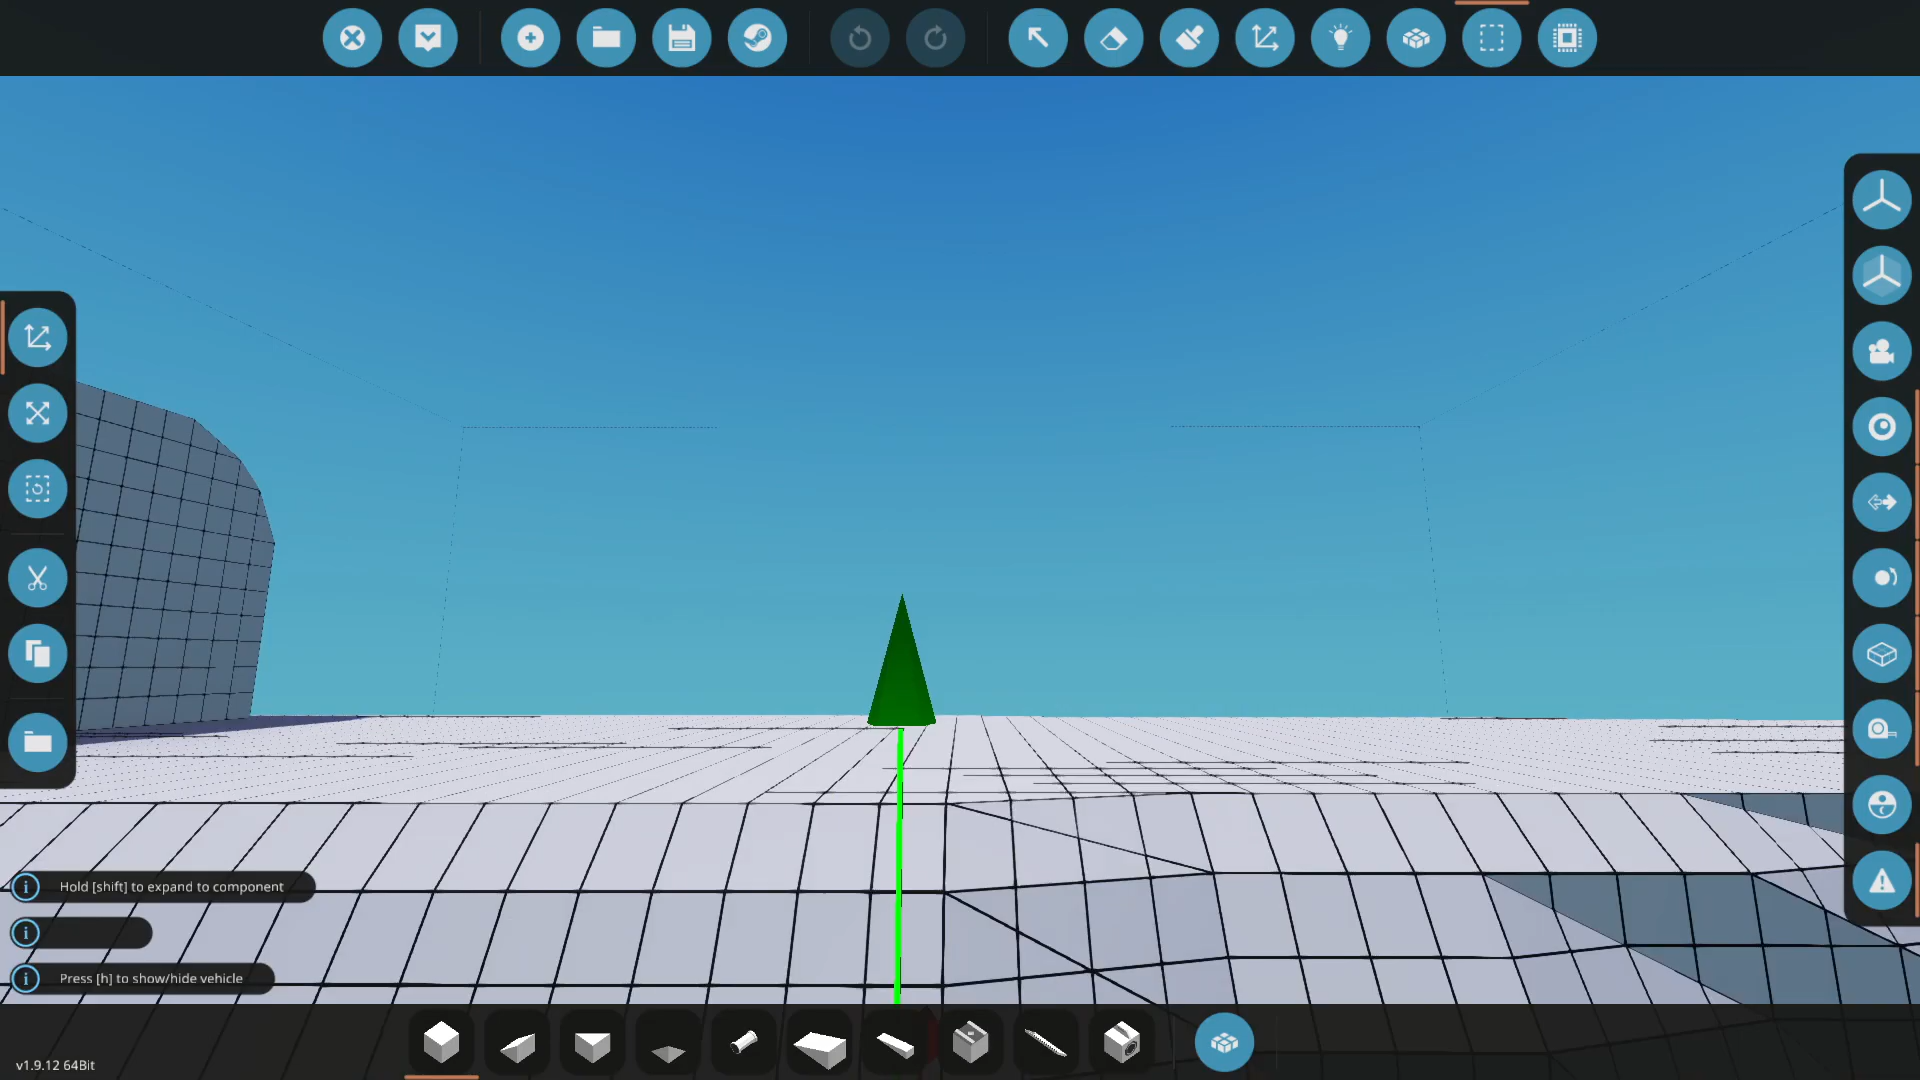 Hold [shift] to expand to component
Press [h] to show/hide vehicle
v1.9.12 64Bit